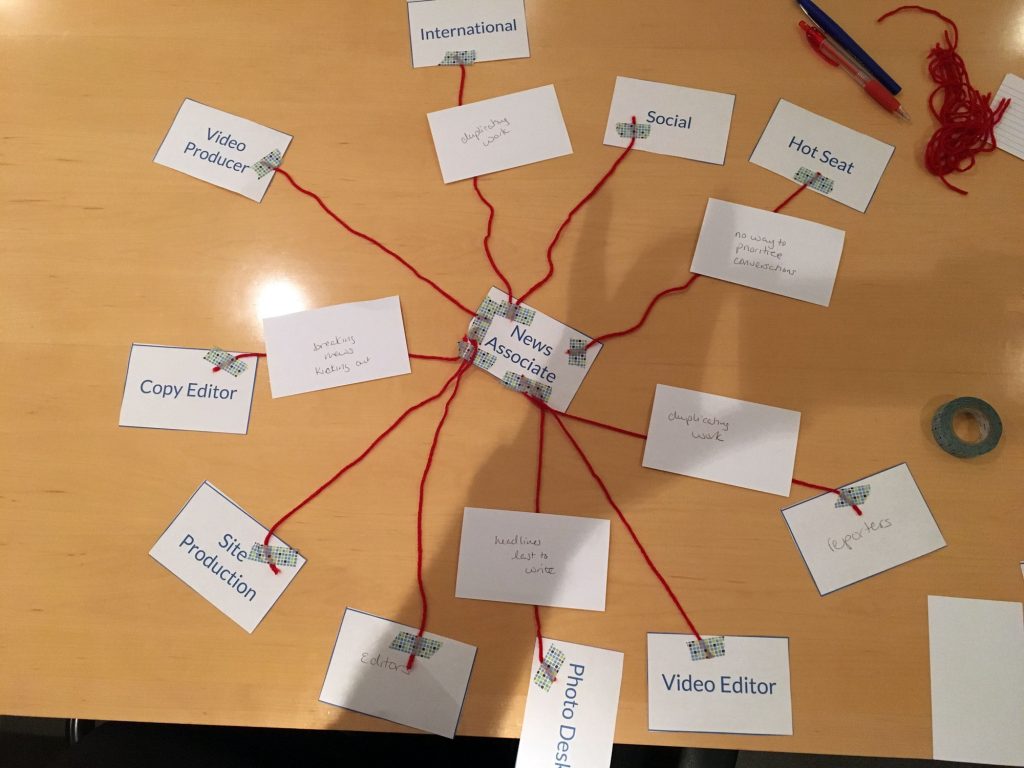 International
duplicating
work
Social
Hot Seat
Video
Producer
no way to
prioritize
conversations
News
Associate
breaking
news
kicking out
Copy Editor
duplicating
work
reporters
Site
Production
headlines
last to
write
Editors
Photo Desk
Video Editor